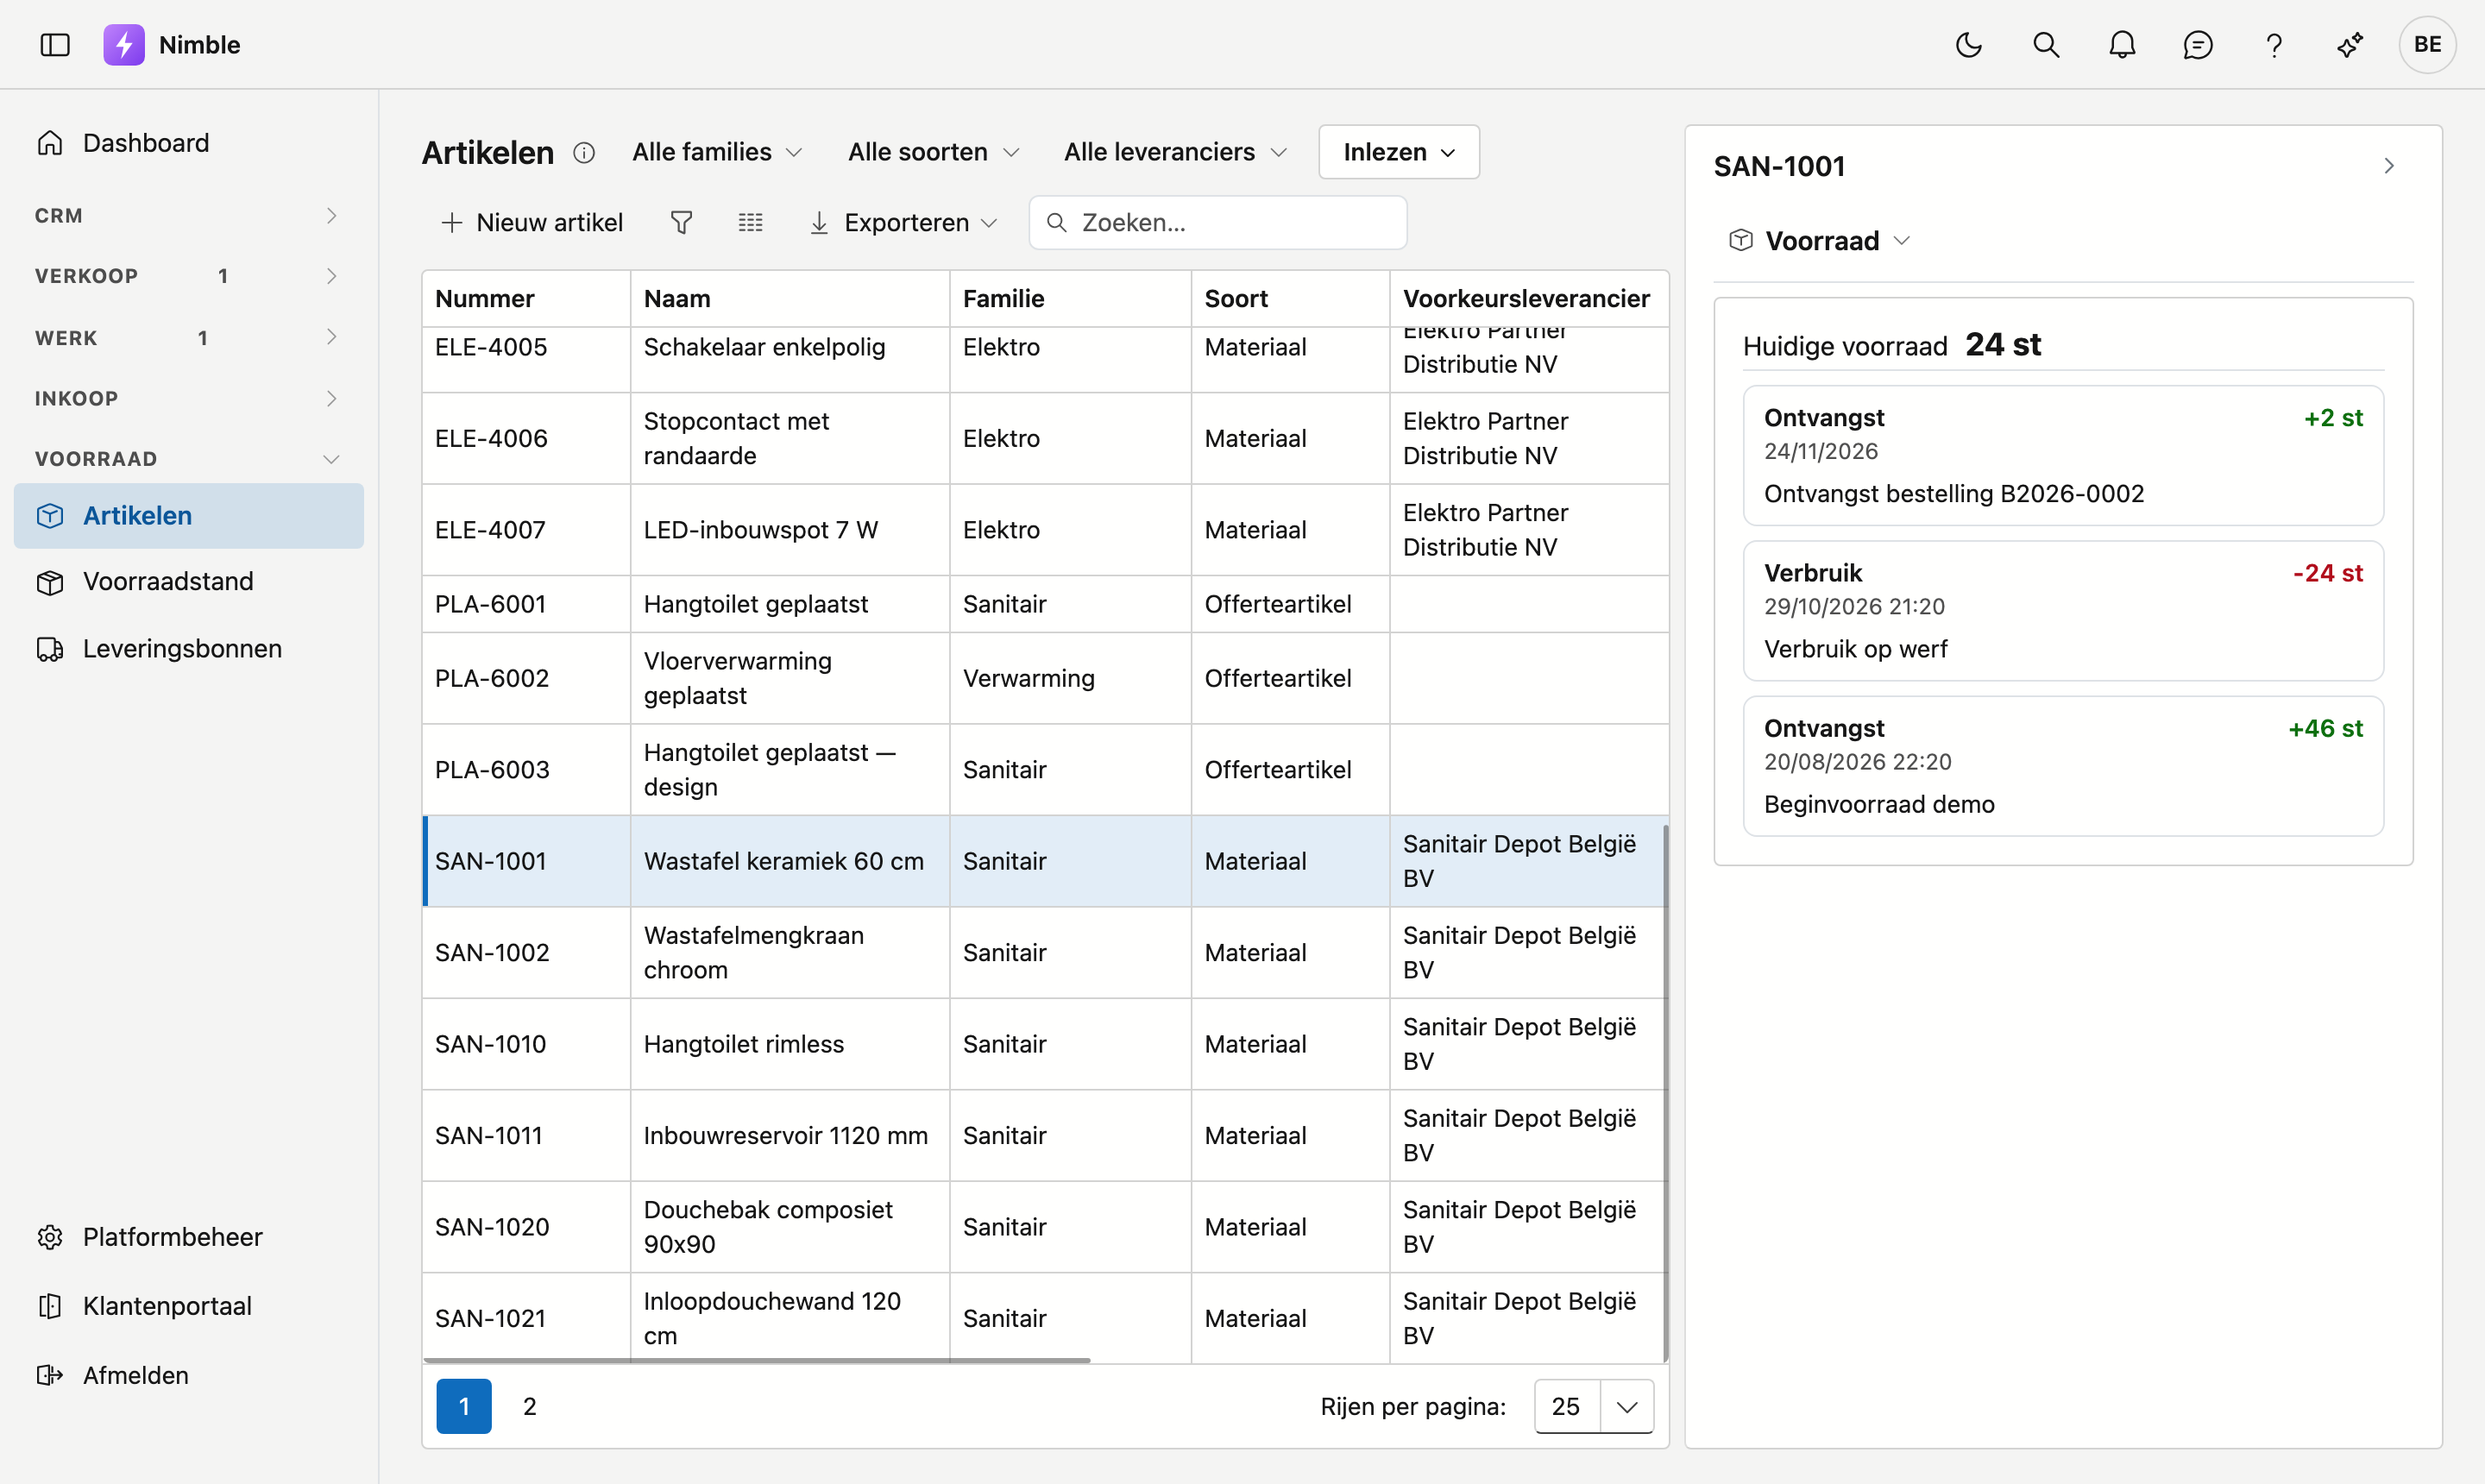 Nimble
BE
Dashboard
CRM
VERKOOP 1
WERK 1
INKOOP
VOORRAAD
Artikelen
Voorraadstand
Leveringsbonnen
Platformbeheer
Klantenportaal
Afmelden
Artikelen Alle families Alle soorten Alle leveranciers Inlezen
Nieuw artikel Exporteren Zoeken...
Nummer Naam Familie Soort Voorkeursleverancier
ELE-4005 Schakelaar enkelpolig Elektro Materiaal Elektro Partner
Distributie NV
ELE-4006 Stopcontact met
randaarde Elektro Materiaal Elektro Partner
Distributie NV
ELE-4007 LED-inbouwspot 7 W Elektro Materiaal Elektro Partner
Distributie NV
PLA-6001 Hangtoilet geplaatst Sanitair Offerteartikel
PLA-6002 Vloerverwarming
geplaatst Verwarming Offerteartikel
PLA-6003 Hangtoilet geplaatst —
design Sanitair Offerteartikel
SAN-1001 Wastafel keramiek 60 cm Sanitair Materiaal Sanitair Depot België
BV
SAN-1002 Wastafelmengkraan
chroom Sanitair Materiaal Sanitair Depot België
BV
SAN-1010 Hangtoilet rimless Sanitair Materiaal Sanitair Depot België
BV
SAN-1011 Inbouwreservoir 1120 mm Sanitair Materiaal Sanitair Depot België
BV
SAN-1020 Douchebak composiet
90x90 Sanitair Materiaal Sanitair Depot België
BV
SAN-1021 Inloopdouchewand 120
cm Sanitair Materiaal Sanitair Depot België
BV
1 2 Rijen per pagina: 25
SAN-1001
Voorraad
Huidige voorraad 24 st
Ontvangst +2 st
24/11/2026
Ontvangst bestelling B2026-0002
Verbruik -24 st
29/10/2026 21:20
Verbruik op werf
Ontvangst +46 st
20/08/2026 22:20
Beginvoorraad demo